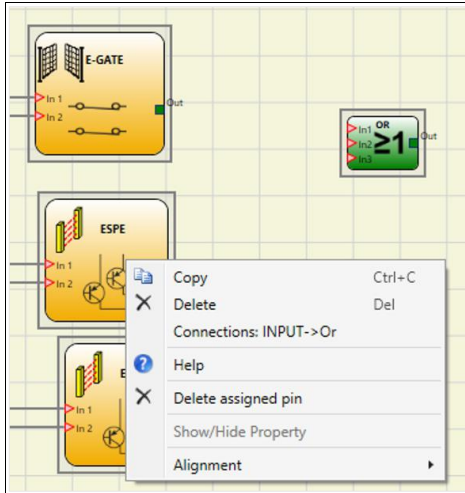 E-GATE
In 1
In 2
Out
OR
In1
In2
In3
≥1
Out
ESPE
In 1
In 2
Copy Ctrl+C
Delete Del
Connections: INPUT->Or
Help
Delete assigned pin
Show/Hide Property
Alignment
E
In 1
In 2